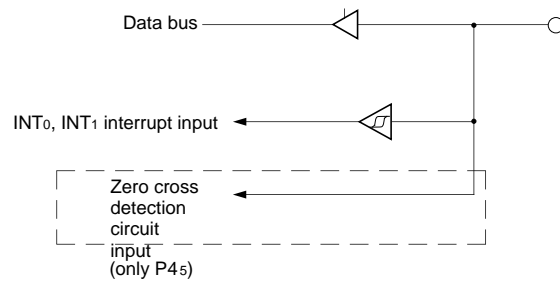 Data bus
INT0, INT1 interrupt input
Zero cross
detection
circuit
input
(only P45)